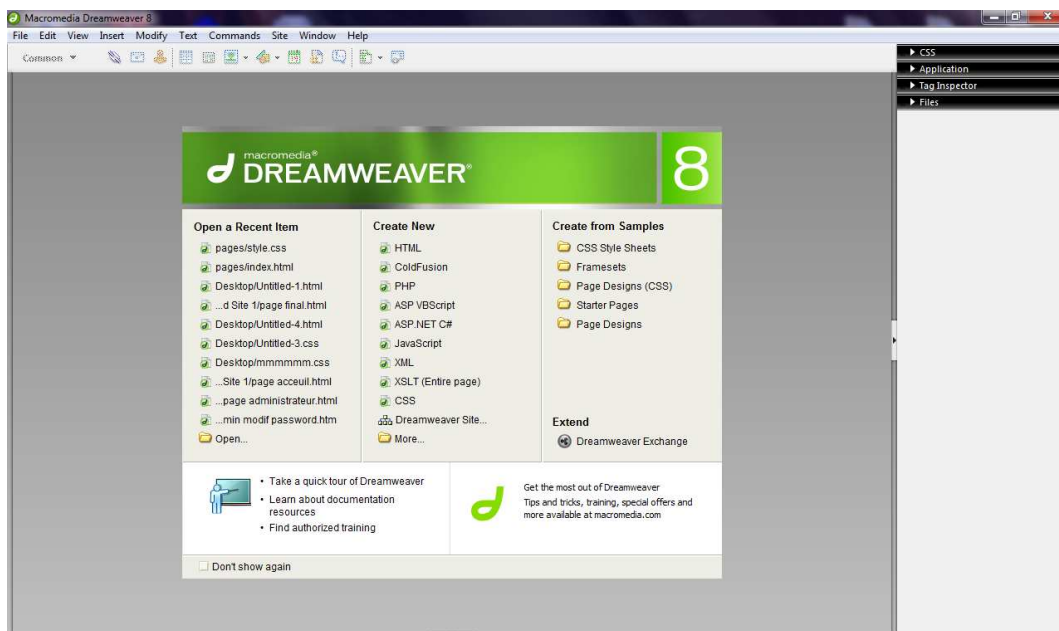 Macromedia Dreamweaver 8
File Edit View Insert Modify Text Commands Site Window Help
Common
CSS
Application
Tag Inspector
Files
macromedia®
DREAMWEAVER®
8
Open a Recent Item
pages/style.css
pages/index.html
Desktop/Untitled-1.html
...d Site 1/page final.html
Desktop/Untitled-4.html
Desktop/Untitled-3.css
Desktop/mmmmmm.css
...Site 1/page acceuil.html
...page administrateur.html
...min modif password.htm
Open...
Create New
HTML
ColdFusion
PHP
ASP VBScript
ASP.NET C#
JavaScript
XML
XSLT (Entire page)
CSS
Dreamweaver Site...
More...
Create from Samples
CSS Style Sheets
Framesets
Page Designs (CSS)
Starter Pages
Page Designs
Extend
Dreamweaver Exchange
• Take a quick tour of Dreamweaver
• Learn about documentation
resources
• Find authorized training
Get the most out of Dreamweaver
Tips and tricks, training, special offers and
more available at macromedia.com
Don't show again